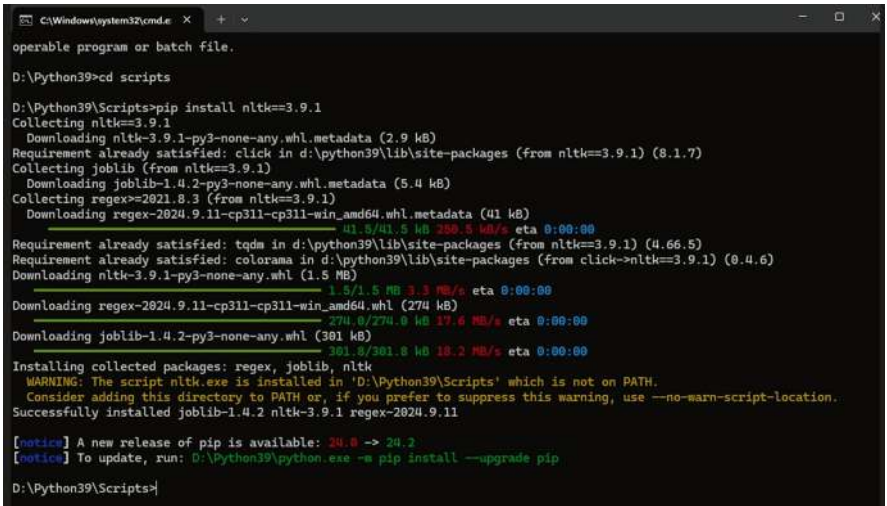 C:\Windows\system32\cmd.e
operable program or batch file.
D:\Python39>cd scripts
D:\Python39\Scripts>pip install nltk==3.9.1
Collecting nltk==3.9.1
Downloading nltk-3.9.1-py3-none-any.whl.metadata (2.9 kB)
Requirement already satisfied: click in d:\python39\lib\site-packages (from nltk==3.9.1) (8.1.7)
Collecting joblib (from nltk==3.9.1)
Downloading joblib-1.4.2-py3-none-any.whl.metadata (5.4 kB)
Collecting regex>=2021.8.3 (from nltk==3.9.1)
Downloading regex-2024.9.11-cp311-cp311-win_amd64.whl.metadata (41 kB)
41.5/41.5 kB 250.5 kB/s eta 0:00:00
Requirement already satisfied: tqdm in d:\python39\lib\site-packages (from nltk==3.9.1) (4.66.5)
Requirement already satisfied: colorama in d:\python39\lib\site-packages (from click->nltk==3.9.1) (0.4.6)
Downloading nltk-3.9.1-py3-none-any.whl (1.5 MB)
1.5/1.5 MB 3.3 MB/s eta 0:00:00
Downloading regex-2024.9.11-cp311-cp311-win_amd64.whl (274 kB)
274.0/274.0 kB 17.6 MB/s eta 0:00:00
Downloading joblib-1.4.2-py3-none-any.whl (301 kB)
301.8/301.8 kB 18.2 MB/s eta 0:00:00
Installing collected packages: regex, joblib, nltk
WARNING: The script nltk.exe is installed in 'D:\Python39\Scripts' which is not on PATH.
Consider adding this directory to PATH or, if you prefer to suppress this warning, use --no-warn-script-location.
Successfully installed joblib-1.4.2 nltk-3.9.1 regex-2024.9.11
[notice] A new release of pip is available: 24.0 -> 24.2
[notice] To update, run: D:\Python39\python.exe -m pip install --upgrade pip
D:\Python39\Scripts>